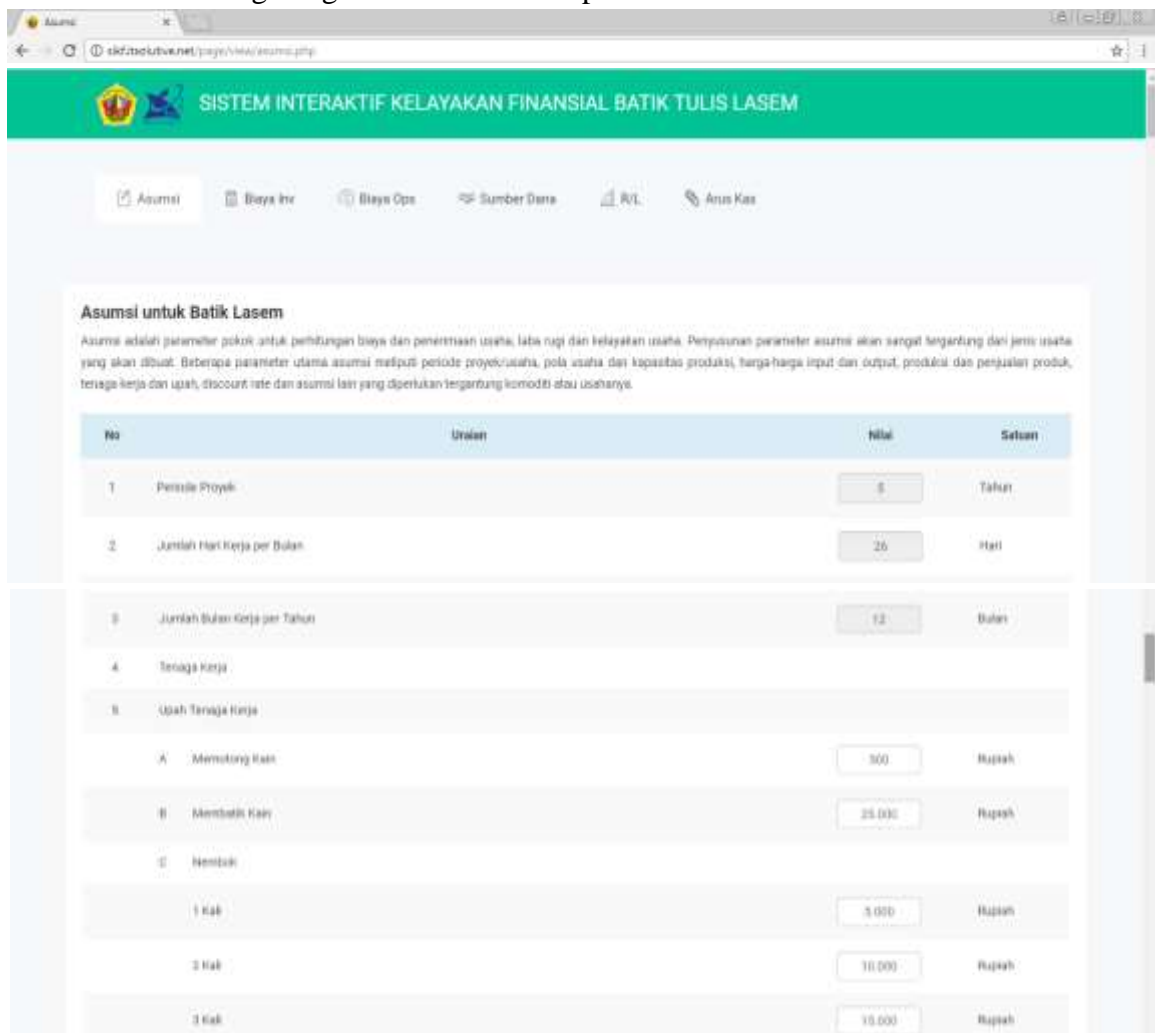 Asumsi
skf.itsolutive.net/page/view/asumsi.php
SISTEM INTERAKTIF KELAYAKAN FINANSIAL BATIK TULIS LASEM
Asumsi Biaya Inv Biaya Ops Sumber Dana R/L Arus Kas
Asumsi untuk Batik Lasem
Asumsi adalah parameter pokok untuk perhitungan biaya dan penerimaan usaha, laba rugi dan kelayakan usaha. Penyusunan parameter asumsi akan sangat tergantung dari jenis usaha
yang akan dibuat. Beberapa parameter utama asumsi meliputi periode proyek/usaha, pola usaha dan kapasitas produksi, harga-harga input dan output, produksi dan penjualan produk,
tenaga kerja dan upah, discount rate dan asumsi lain yang diperlukan tergantung komoditi atau usahanya.
No Uraian Nilai Satuan
1 Periode Proyek 5 Tahun
2 Jumlah Hari Kerja per Bulan 26 Hari
3 Jumlah Bulan Kerja per Tahun 12 Bulan
4 Tenaga Kerja
5 Upah Tenaga Kerja
A Memotong Kain 500 Rupiah
B Membatik Kain 25.000 Rupiah
C Nembok
1 Kali 5.000 Rupiah
2 Kali 10.000 Rupiah
3 Kali 15.000 Rupiah